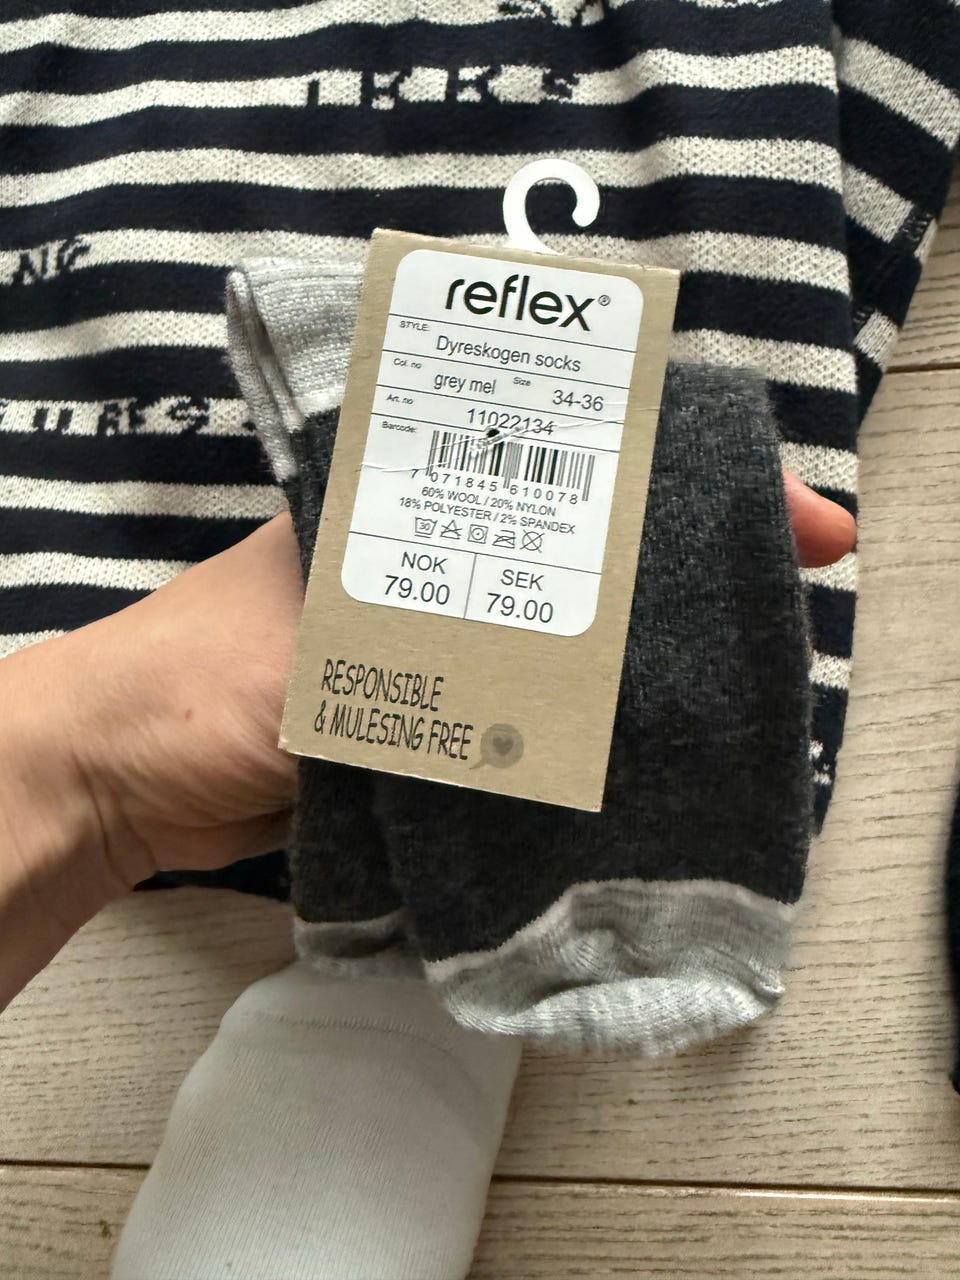 reflex®
STYLE: Dyreskogen socks
Col. no grey mel Size 34-36
Art. no 11022134
Barcode:
7 071845 610078
60% WOOL / 20% NYLON
18% POLYESTER / 2% SPANDEX
30
NOK SEK
79.00 79.00
RESPONSIBLE
& MULESING FREE